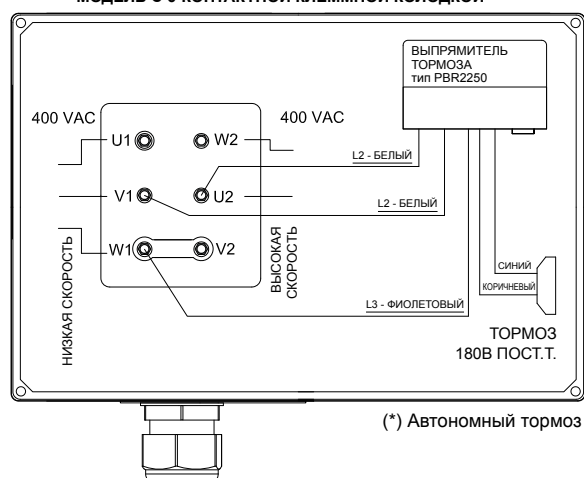 МОДЕЛЬ С 6 КОНТАКТНОЙ КЛЕММНОЙ КОЛОДКОЙ
ВЫПРЯМИТЕЛЬ
ТОРМОЗА
тип PBR2250
400 VAC
400 VAC
U1
W2
L2 - БЕЛЫЙ
V1
U2
L2 - БЕЛЫЙ
W1
V2
НИЗКАЯ СКОРОСТЬ
ВЫСОКАЯ
СКОРОСТЬ
СИНИЙ
КОРИЧНЕВЫЙ
L3 - ФИОЛЕТОВЫЙ
ТОРМОЗ
180В ПОСТ.Т.
(*) Автономный тормоз